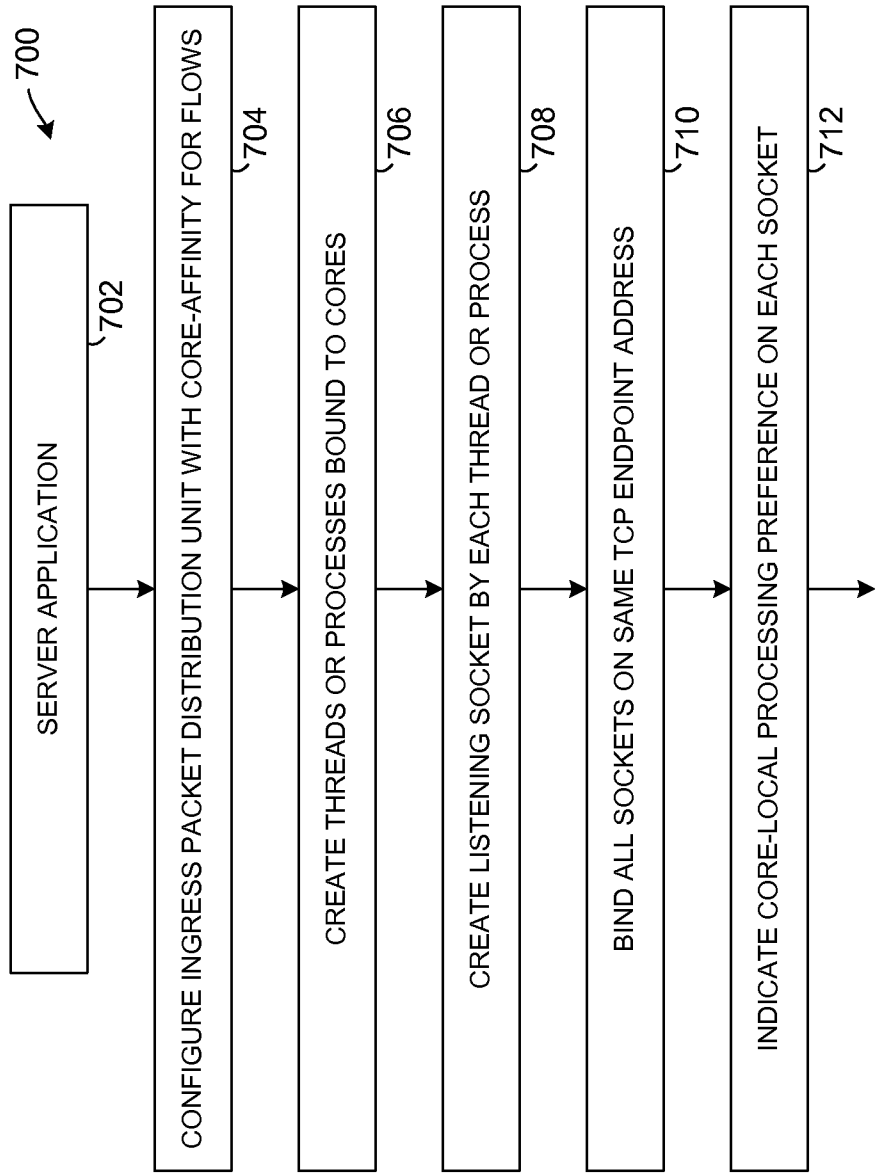 700
SERVER APPLICATION
702
CONFIGURE INGRESS PACKET DISTRIBUTION UNIT WITH CORE-AFFINITY FOR FLOWS
704
CREATE THREADS OR PROCESSES BOUND TO CORES
706
CREATE LISTENING SOCKET BY EACH THREAD OR PROCESS
708
BIND ALL SOCKETS ON SAME TCP ENDPOINT ADDRESS
710
INDICATE CORE-LOCAL PROCESSING PREFERENCE ON EACH SOCKET
712